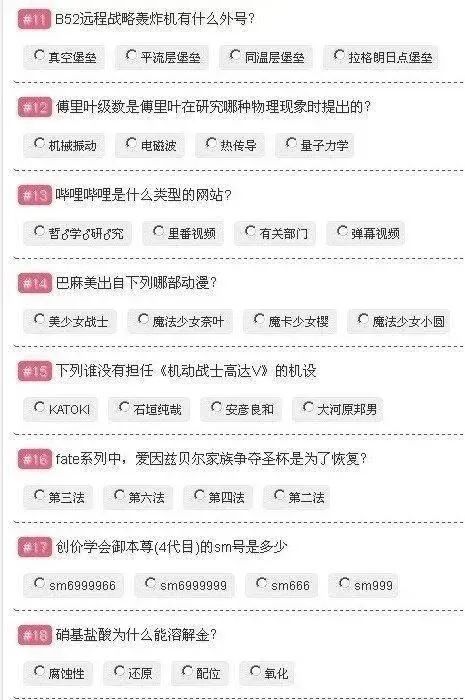 #11 B52远程战略轰炸机有什么外号?
真空堡垒 平流层堡垒 同温层堡垒 拉格朗日点堡垒
#12 傅里叶级数是傅里叶在研究哪种物理现象时提出的?
机械振动 电磁波 热传导 量子力学
#13 哔哩哔哩是什么类型的网站?
哲♂学♂研♂究 里番视频 有关部门 弹幕视频
#14 巴麻美出自下列哪部动漫?
美少女战士 魔法少女奈叶 魔卡少女樱 魔法少女小圆
#15 下列谁没有担任《机动战士高达V》的机设
KATOKI 石垣纯哉 安彦良和 大河原邦男
#16 fate系列中，爱因兹贝尔家族争夺圣杯是为了恢复?
第三法 第六法 第四法 第二法
#17 创价学会御本尊(4代目)的sm号是多少
sm6999966 sm6999999 sm666 sm999
#18 硝基盐酸为什么能溶解金?
腐蚀性 还原 配位 氧化